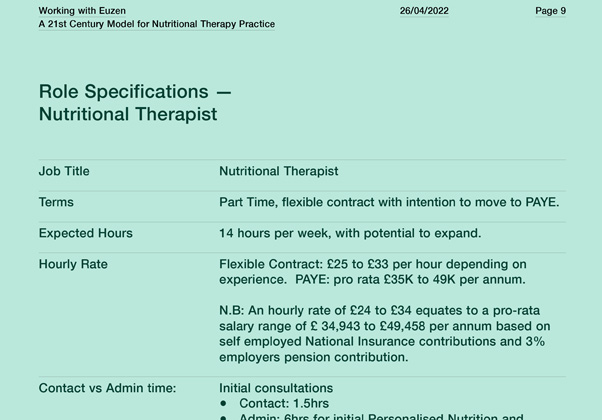 Working with Euzen 26/04/2022 Page 9
A 21st Century Model for Nutritional Therapy Practice
Role Specifications —
Nutritional Therapist
Job Title Nutritional Therapist
Terms Part Time, flexible contract with intention to move to PAYE.
Expected Hours 14 hours per week, with potential to expand.
Hourly Rate Flexible Contract: £25 to £33 per hour depending on
experience.  PAYE: pro rata £35K to 49K per annum.
N.B: An hourly rate of £24 to £34 equates to a pro-rata
salary range of £ 34,943 to £49,458 per annum based on
self employed National Insurance contributions and 3%
employers pension contribution.
Contact vs Admin time: Initial consultations
● Contact: 1.5hrs
● Admin: 6hrs for initial Personalised Nutrition and